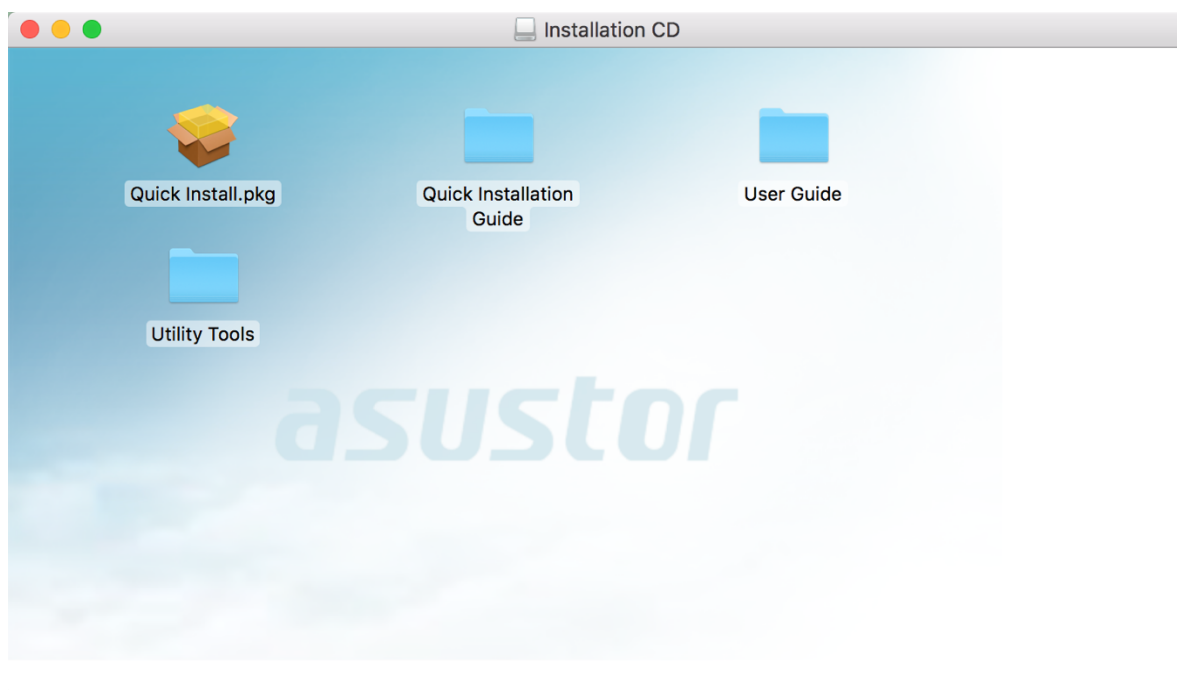 Installation CD
Quick Install.pkg
Quick Installation
Guide
User Guide
Utility Tools
asustor